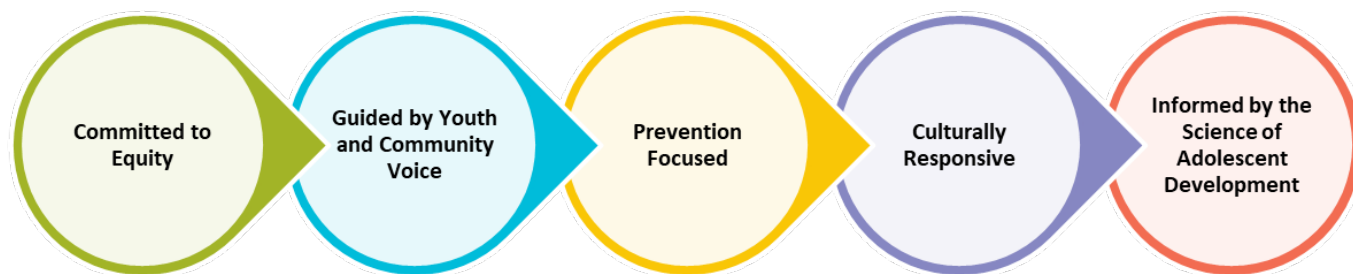 Committed to
Equity
Guided by Youth
and Community
Voice
Prevention
Focused
Culturally
Responsive
Informed by the
Science of
Adolescent
Development